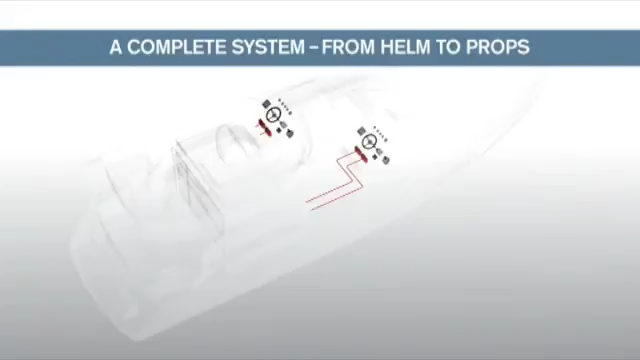 A COMPLETE SYSTEM – FROM HELM TO PROPS